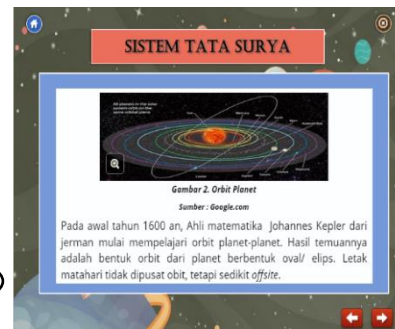 SISTEM TATA SURYA
Gambar 2. Orbit Planet
Sumber : Google.com
Pada awal tahun 1600 an, Ahli matematika Johannes Kepler dari
jerman mulai mempelajari orbit planet-planet. Hasil temuannya
adalah bentuk orbit dari planet berbentuk oval/ elips. Letak
matahari tidak dipusat obit, tetapi sedikit offsite.